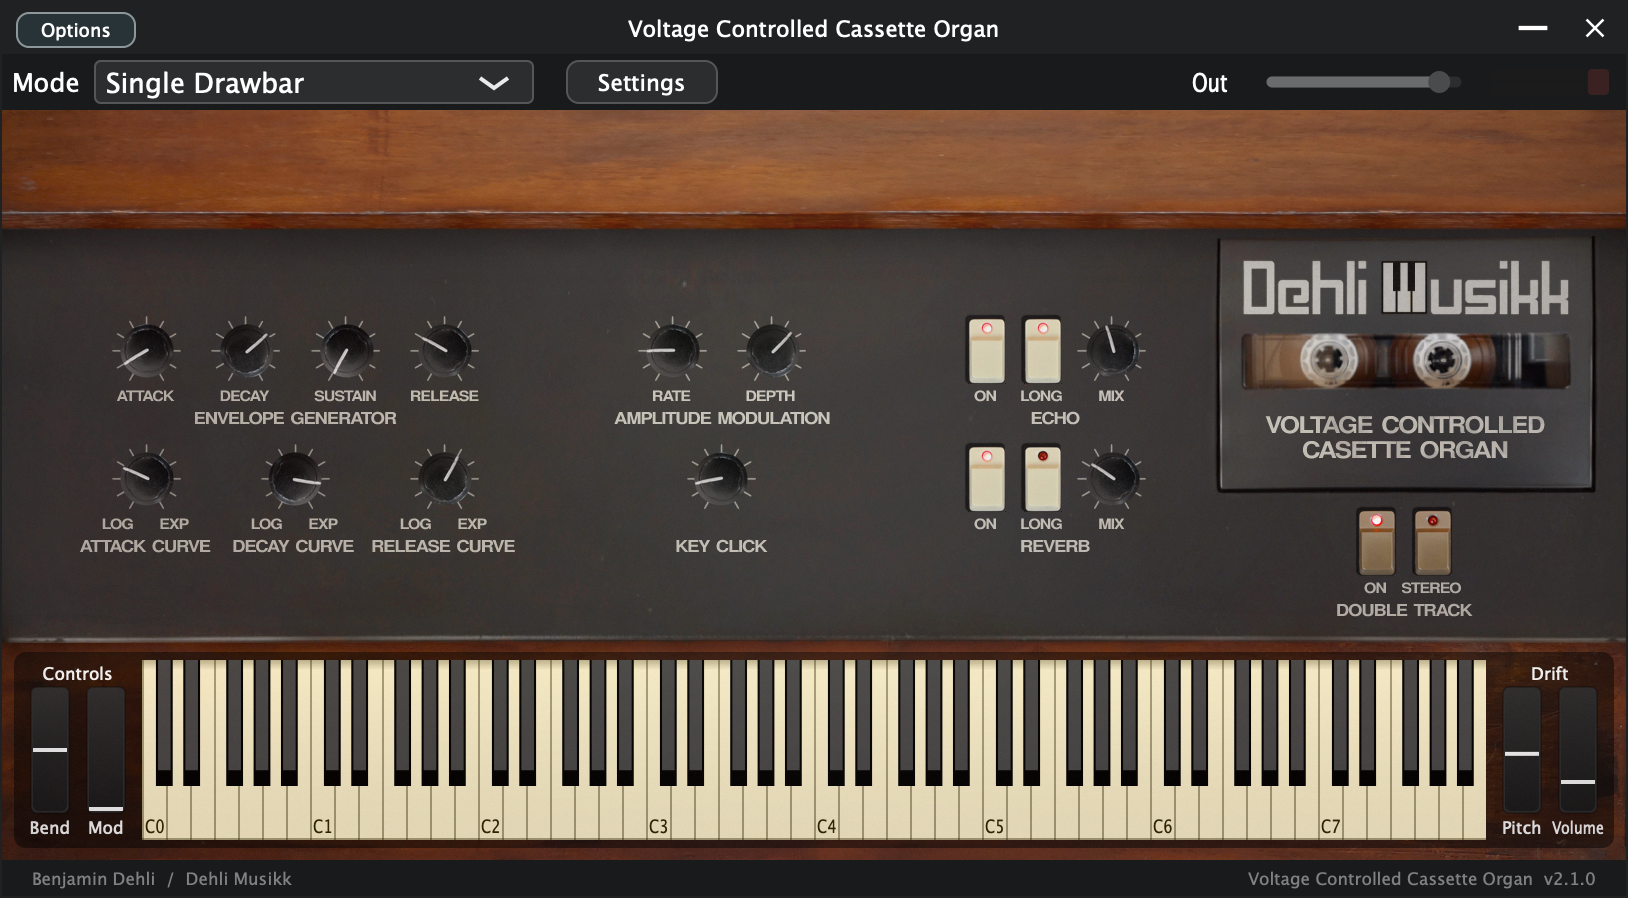 Options
Voltage Controlled Cassette Organ
Mode
Single Drawbar
Settings
Out
Dehli Musikk
VOLTAGE CONTROLLED
CASETTE ORGAN
ATTACK DECAY SUSTAIN RELEASE
ENVELOPE GENERATOR
RATE DEPTH
AMPLITUDE MODULATION
ON LONG MIX
ECHO
LOG EXP
ATTACK CURVE
LOG EXP
DECAY CURVE
LOG EXP
RELEASE CURVE
KEY CLICK
ON LONG MIX
REVERB
ON STEREO
DOUBLE TRACK
Controls
Bend Mod
C0 C1 C2 C3 C4 C5 C6 C7
Drift
Pitch Volume
Benjamin Dehli / Dehli Musikk
Voltage Controlled Cassette Organ v2.1.0